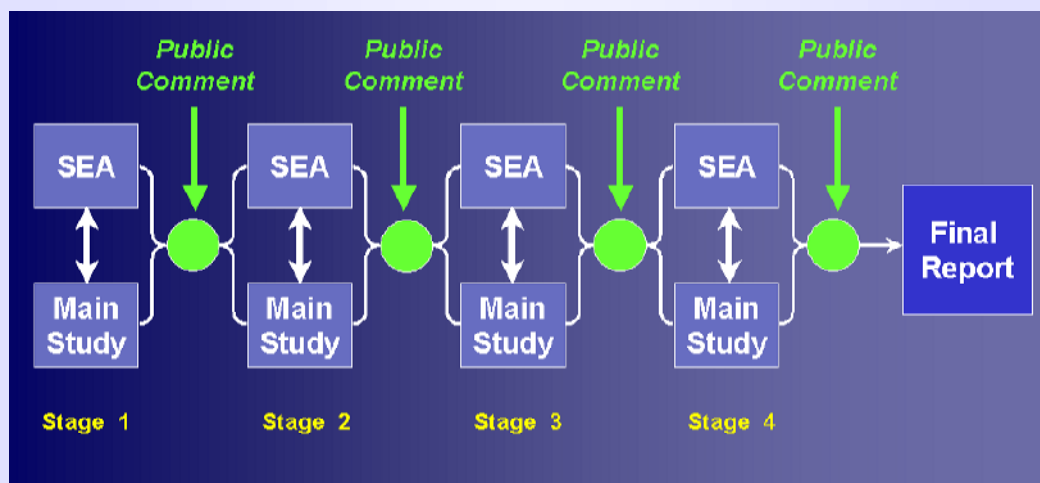 Public
Comment
Public
Comment
Public
Comment
Public
Comment
SEA
SEA
SEA
SEA
Main
Study
Main
Study
Main
Study
Main
Study
Final
Report
Stage 1
Stage 2
Stage 3
Stage 4